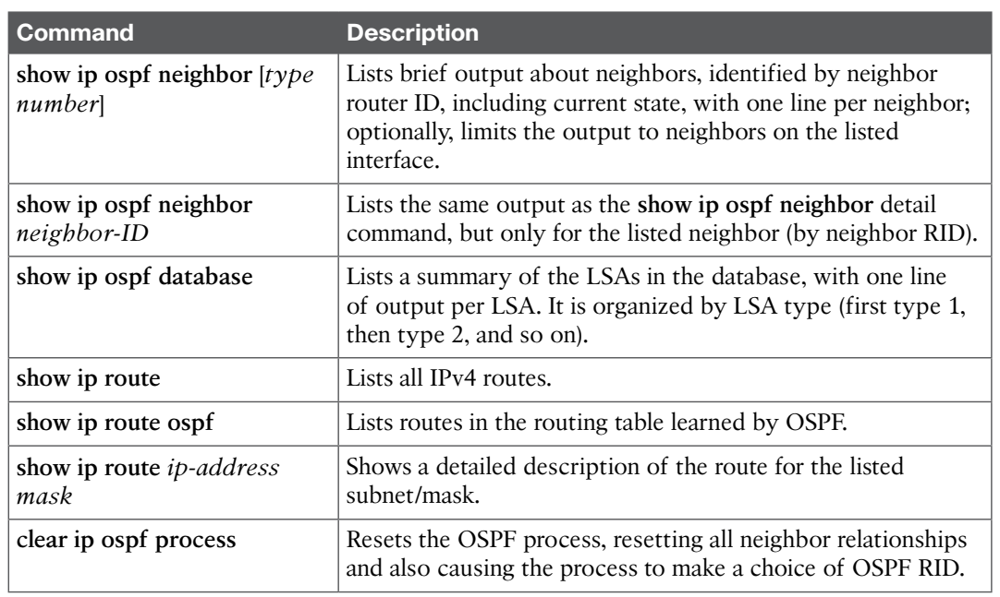 Command Description
show ip ospf neighbor [type number] Lists brief output about neighbors, identified by neighbor
router ID, including current state, with one line per neighbor;
optionally, limits the output to neighbors on the listed
interface.
show ip ospf neighbor
neighbor-ID
Lists the same output as the show ip ospf neighbor detail
command, but only for the listed neighbor (by neighbor RID).
show ip ospf database
Lists a summary of the LSAs in the database, with one line
of output per LSA. It is organized by LSA type (first type 1,
then type 2, and so on).
show ip route
Lists all IPv4 routes.
show ip route ospf
Lists routes in the routing table learned by OSPF.
show ip route ip-address
mask
Shows a detailed description of the route for the listed
subnet/mask.
clear ip ospf process
Resets the OSPF process, resetting all neighbor relationships
and also causing the process to make a choice of OSPF RID.